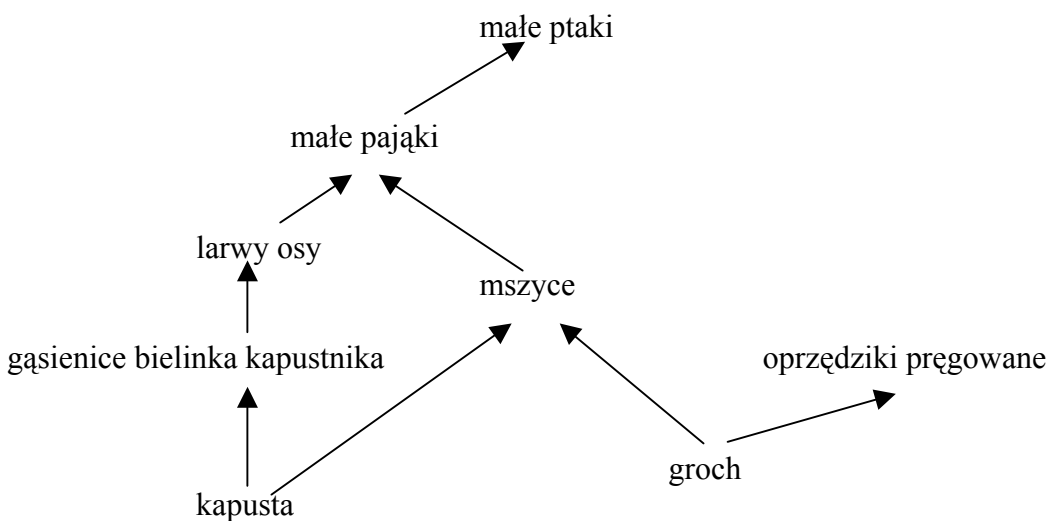 małe ptaki
małe pająki
larwy osy
mszyce
gąsienice bielinka kapustnika
oprzędziki pręgowane
groch
kapusta